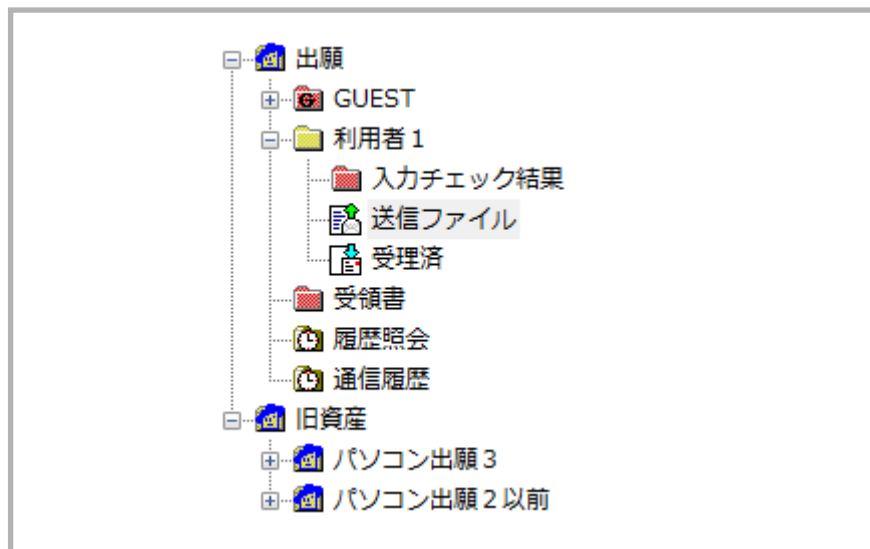 出願
GUEST
利用者1
入力チェック結果
送信ファイル
受理済
受領書
履歴照会
通信履歴
旧資産
パソコン出願3
パソコン出願2以前